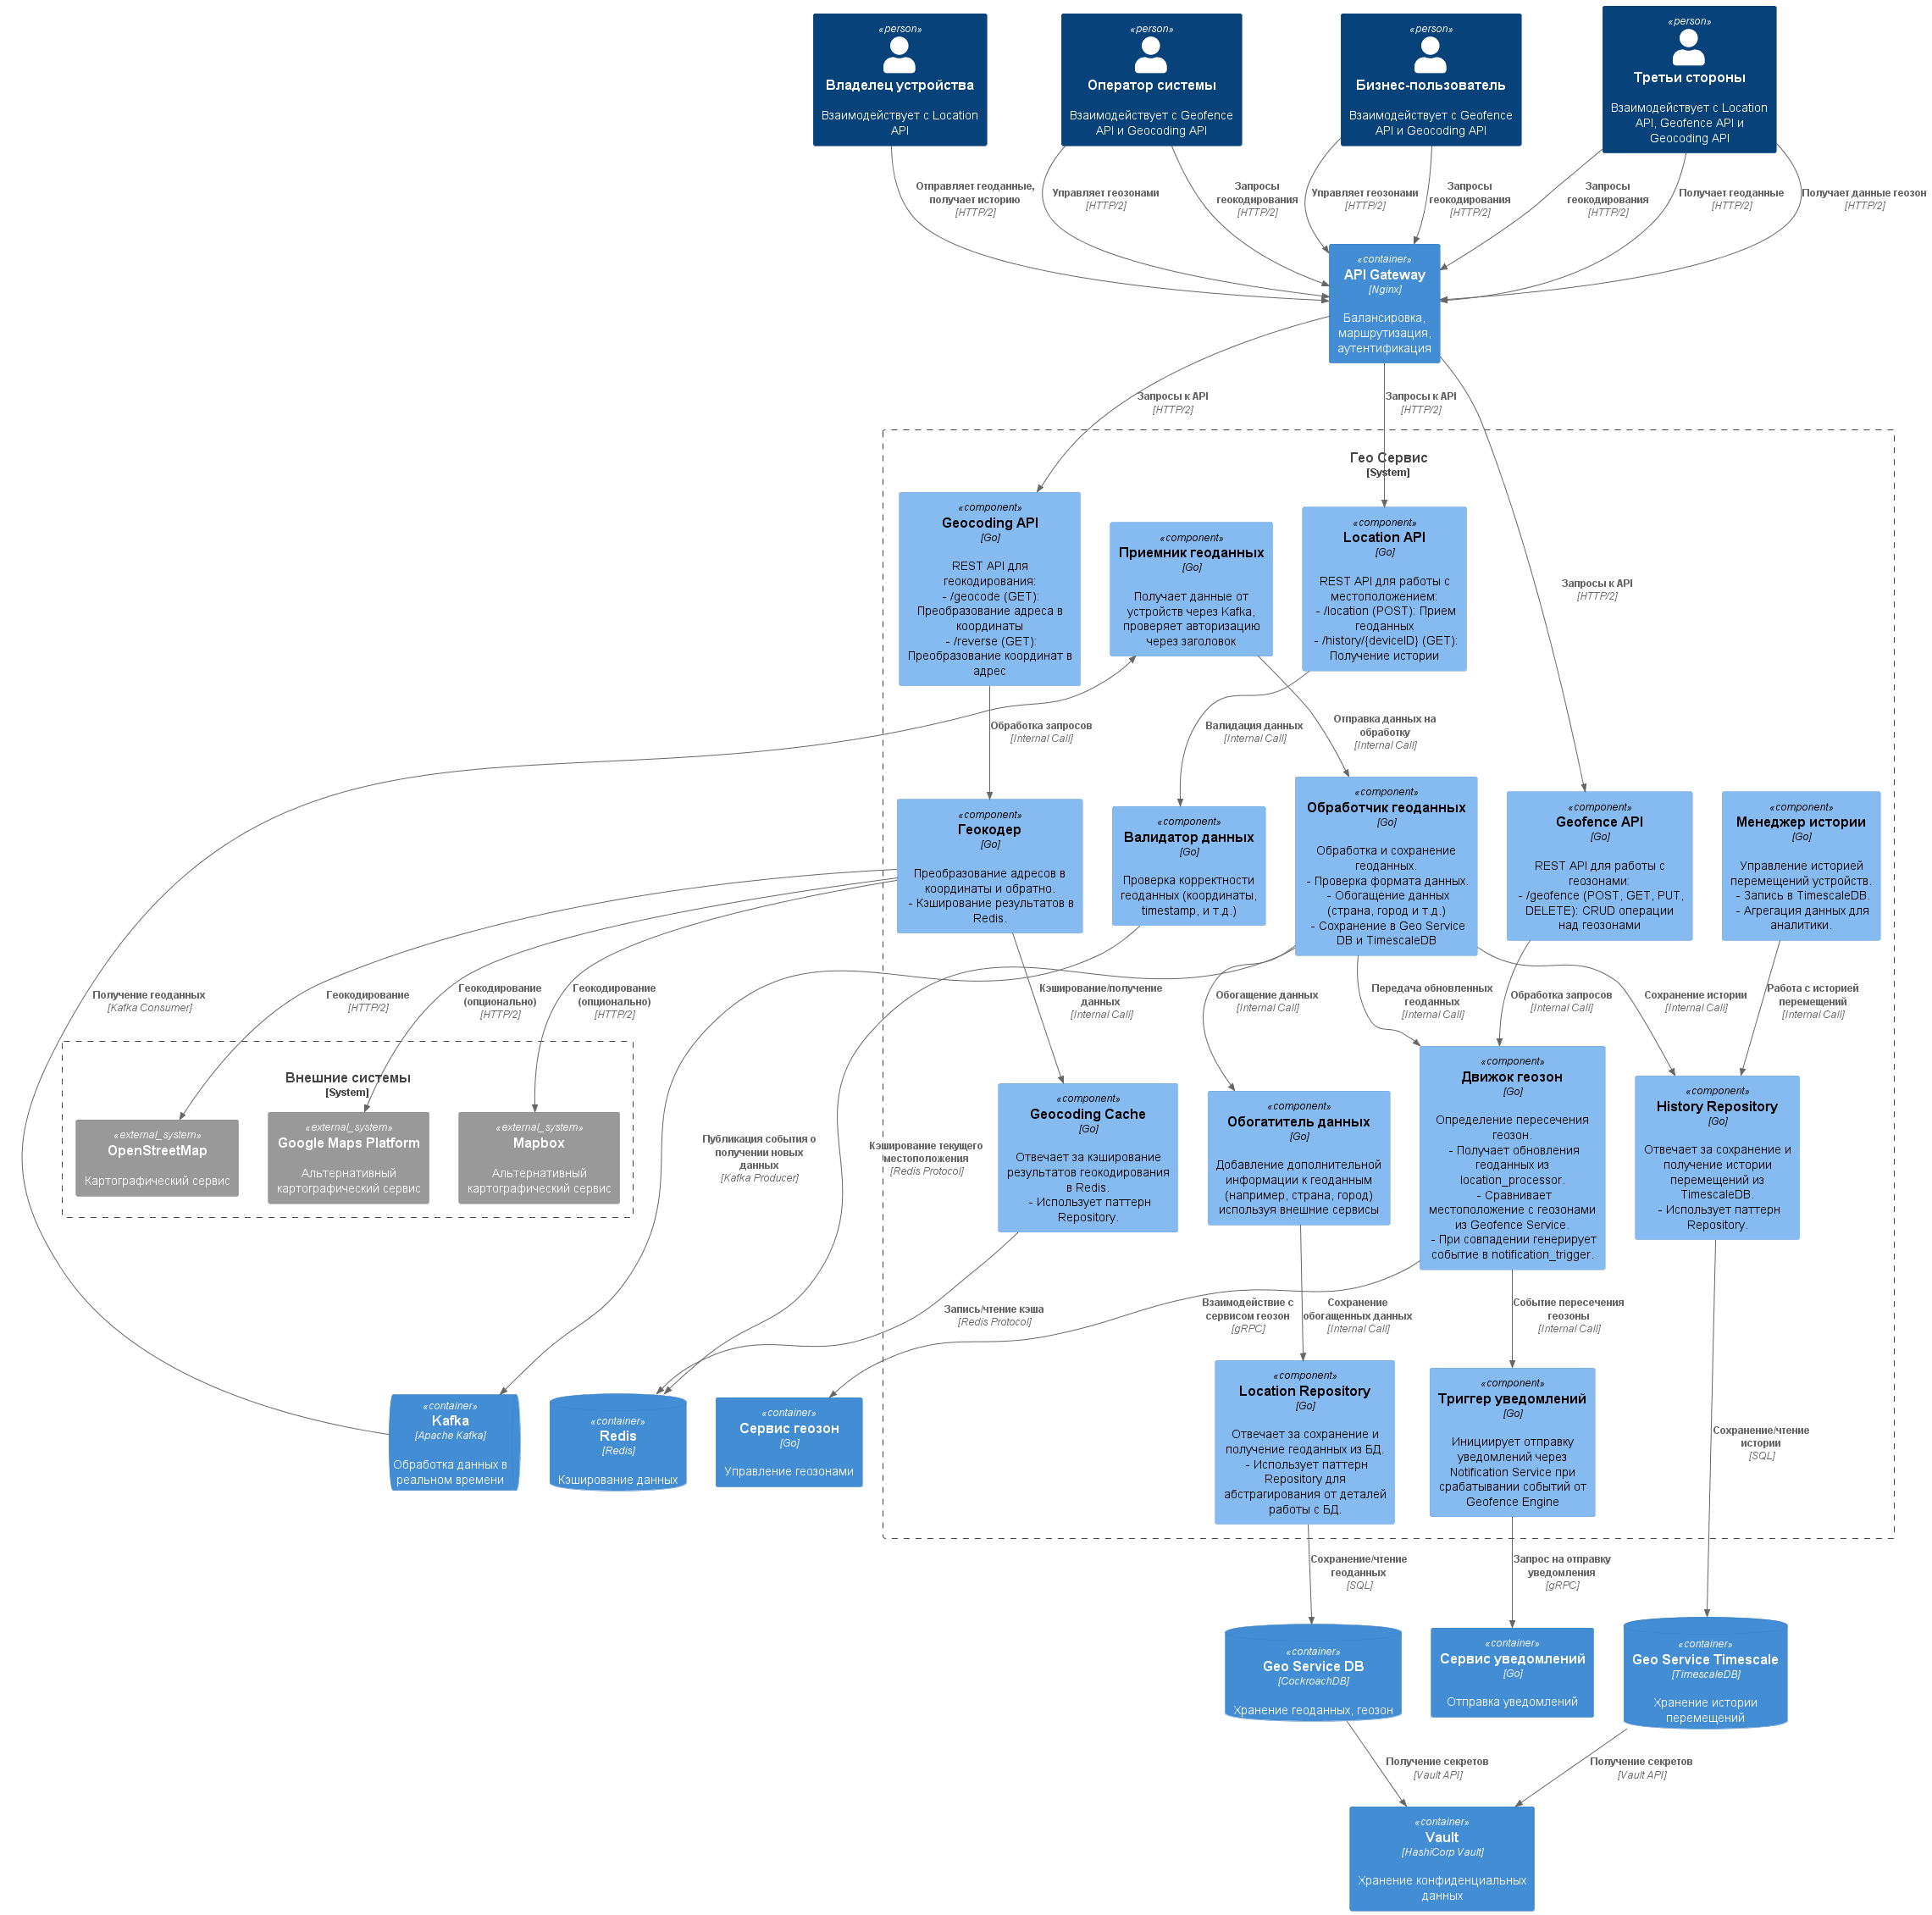 «person»
Владелец устройства
Взаимодействует с Location
API
«person»
Оператор системы
Взаимодействует с Geofence
API и Geocoding API
«person»
Бизнес-пользователь
Взаимодействует с Geofence
API и Geocoding API
«person»
Третьи стороны
Взаимодействует с Location
API, Geofence API и
Geocoding API
Отправляет геоданные,
получает историю
[HTTP/2]
Управляет геозонами
[HTTP/2]
Запросы
геокодирования
[HTTP/2]
Управляет геозонами
[HTTP/2]
Запросы
геокодирования
[HTTP/2]
Запросы
геокодирования
[HTTP/2]
Получает геоданные
[HTTP/2]
Получает данные геозон
[HTTP/2]
«container»
API Gateway
[Nginx]
Балансировка,
маршрутизация,
аутентификация
Запросы к API
[HTTP/2]
Запросы к API
[HTTP/2]
Запросы к API
[HTTP/2]
Гео Сервис
[System]
«component»
Geocoding API
[Go]
REST API для
геокодирования:
- /geocode (GET):
Преобразование адреса в
координаты
- /reverse (GET):
Преобразование координат в
адрес
«component»
Приемник геоданных
[Go]
Получает данные от
устройств через Kafka,
проверяет авторизацию
через заголовок
«component»
Location API
[Go]
REST API для работы с
местоположением:
- /location (POST): Прием
геоданных
- /history/{deviceID} (GET):
Получение истории
Обработка запросов
[Internal Call]
Валидация данных
[Internal Call]
Отправка данных на
обработку
[Internal Call]
«component»
Геокодер
[Go]
Преобразование адресов в
координаты и обратно.
- Кэширование результатов в
Redis.
«component»
Валидатор данных
[Go]
Проверка корректности
геоданных (координаты,
timestamp, и т.д.)
«component»
Обработчик геоданных
[Go]
Обработка и сохранение
геоданных.
- Проверка формата данных.
- Обогащение данных
(страна, город и т.д.)
- Сохранение в Geo Service
DB и TimescaleDB
«component»
Geofence API
[Go]
REST API для работы с
геозонами:
- /geofence (POST, GET, PUT,
DELETE): CRUD операции
над геозонами
«component»
Менеджер истории
[Go]
Управление историей
перемещений устройств.
- Запись в TimescaleDB.
- Агрегация данных для
аналитики.
Получение геоданных
[Kafka Consumer]
Геокодирование
[HTTP/2]
Геокодирование
(опционально)
[HTTP/2]
Геокодирование
(опционально)
[HTTP/2]
Кэширование/получение
данных
[Internal Call]
Обогащение данных
[Internal Call]
Передача обновленных
геоданных
[Internal Call]
Обработка запросов
[Internal Call]
Сохранение истории
[Internal Call]
Работа с историей
перемещений
[Internal Call]
Внешние системы
[System]
«external_system»
OpenStreetMap
Картографический сервис
«external_system»
Google Maps Platform
Альтернативный
картографический сервис
«external_system»
Mapbox
Альтернативный
картографический сервис
Публикация события о
получении новых
данных
[Kafka Producer]
Кэширование текущего
местоположения
[Redis Protocol]
«component»
Geocoding Cache
[Go]
Отвечает за кэширование
результатов геокодирования
в Redis.
- Использует паттерн
Repository.
«component»
Обогатитель данных
[Go]
Добавление дополнительной
информации к геоданным
(например, страна, город)
используя внешние сервисы
«component»
Движок геозон
[Go]
Определение пересечения
геозон.
- Получает обновления
геоданных из
location_processor.
- Сравнивает
местоположение с геозонами
из Geofence Service.
- При совпадении генерирует
событие в notification_trigger.
«component»
History Repository
[Go]
Отвечает за сохранение и
получение истории
перемещений из
TimescaleDB.
- Использует паттерн
Repository.
Запись/чтение кэша
[Redis Protocol]
Взаимодействие с
сервисом геозон
[gRPC]
Сохранение
обогащенных данных
[Internal Call]
Событие пересечения
геозоны
[Internal Call]
Сохранение/чтение
истории
[SQL]
«container»
Kafka
[Apache Kafka]
Обработка данных в
реальном времени
«container»
Redis
[Redis]
Кэширование данных
«container»
Сервис геозон
[Go]
Управление геозонами
«component»
Location Repository
[Go]
Отвечает за сохранение и
получение геоданных из БД.
- Использует паттерн
Repository для
абстрагирования от деталей
работы с БД.
«component»
Триггер уведомлений
[Go]
Инициирует отправку
уведомлений через
Notification Service при
срабатывании событий от
Geofence Engine
Сохранение/чтение
геоданных
[SQL]
Запрос на отправку
уведомления
[gRPC]
«container»
Geo Service DB
[CockroachDB]
Хранение геоданных, геозон
«container»
Сервис уведомлений
[Go]
Отправка уведомлений
«container»
Geo Service Timescale
[TimescaleDB]
Хранение истории
перемещений
Получение секретов
[Vault API]
Получение секретов
[Vault API]
«container»
Vault
[HashiCorp Vault]
Хранение конфиденциальных
данных